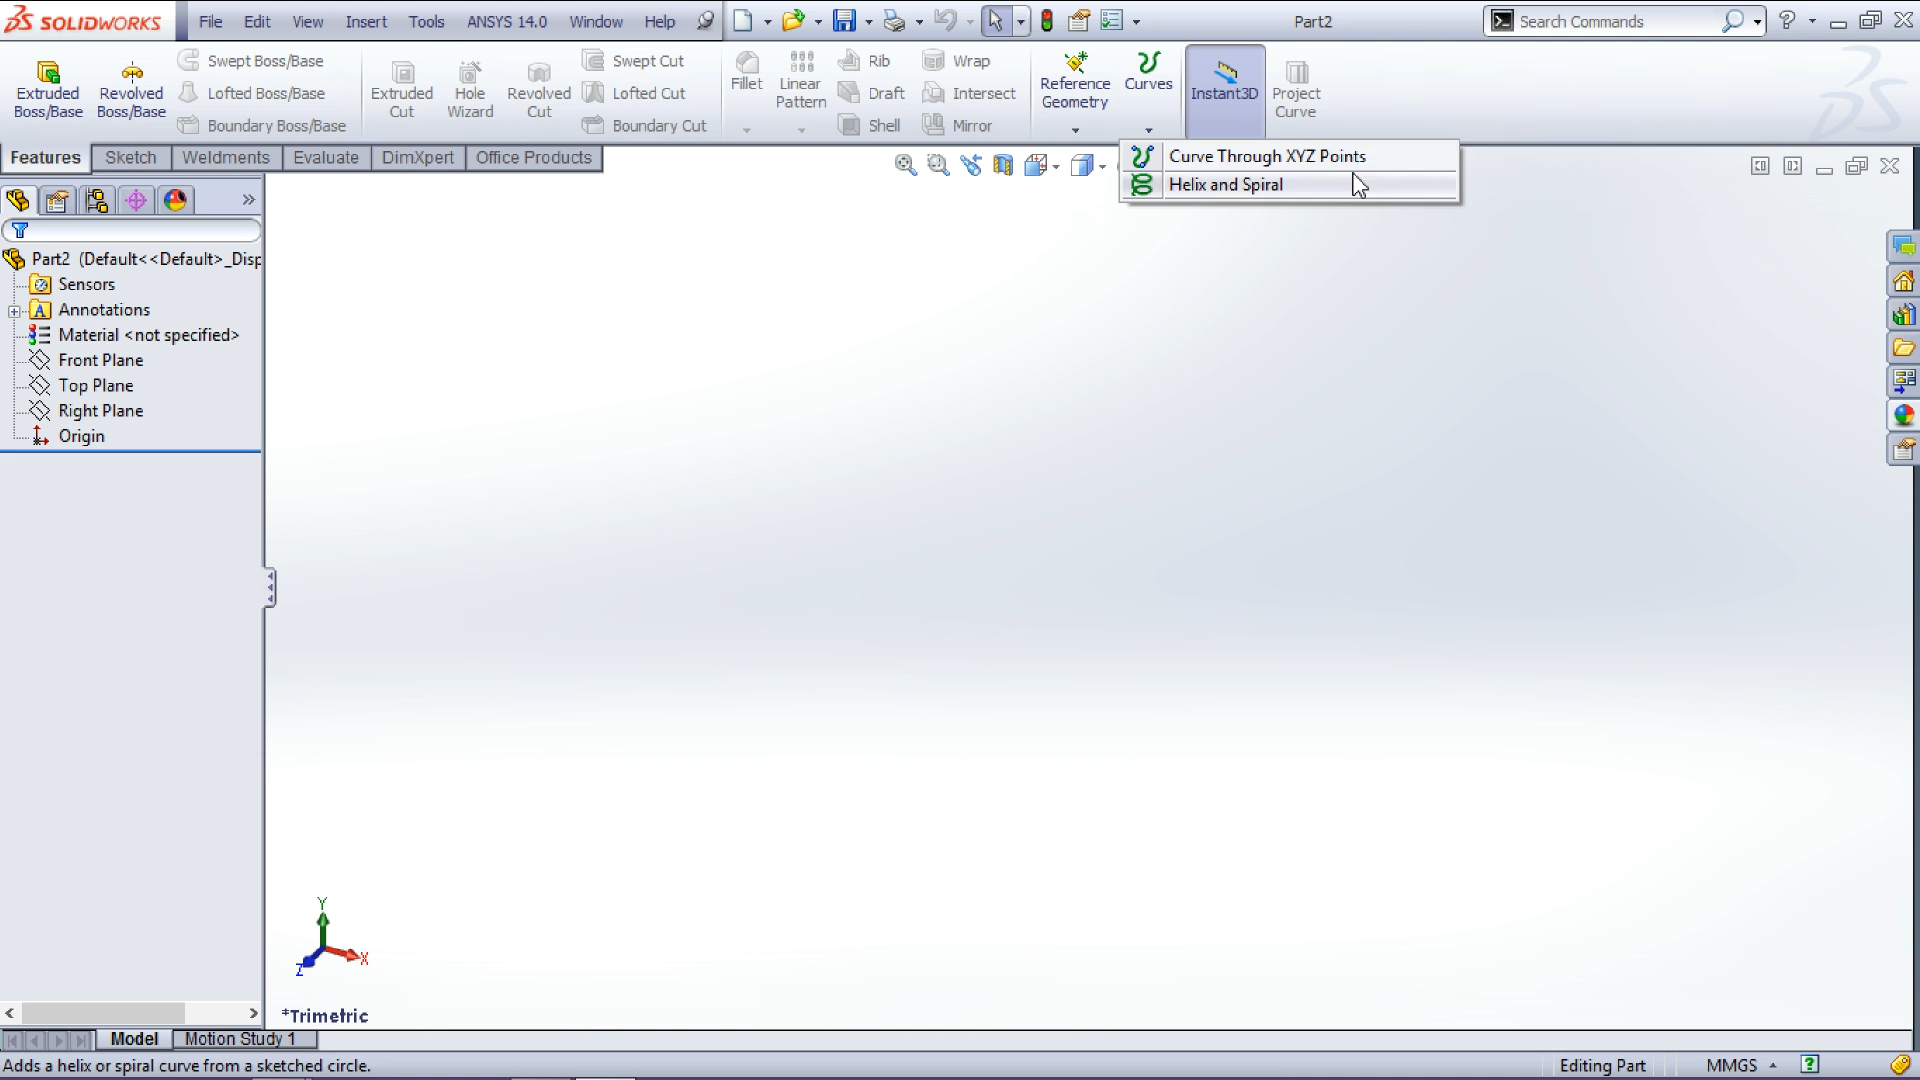 SOLIDWORKS File Edit View Insert Tools ANSYS 14.0 Window Help Part2 Search Commands
Extruded Boss/Base
Revolved Boss/Base
Swept Boss/Base
Lofted Boss/Base
Boundary Boss/Base
Extruded Cut
Hole Wizard
Revolved Cut
Swept Cut
Lofted Cut
Boundary Cut
Fillet
Linear Pattern
Rib
Draft
Shell
Wrap
Intersect
Mirror
Reference Geometry
Curves
Instant3D
Project Curve
Features Sketch Weldments Evaluate DimXpert Office Products
Curve Through XYZ Points
Helix and Spiral
Part2 (Default<<Default>_Disp
Sensors
A Annotations
Material <not specified>
Front Plane
Top Plane
Right Plane
Origin
Y
X
Z
*Trimetric
Model Motion Study 1
Adds a helix or spiral curve from a sketched circle. Editing Part MMGS ?